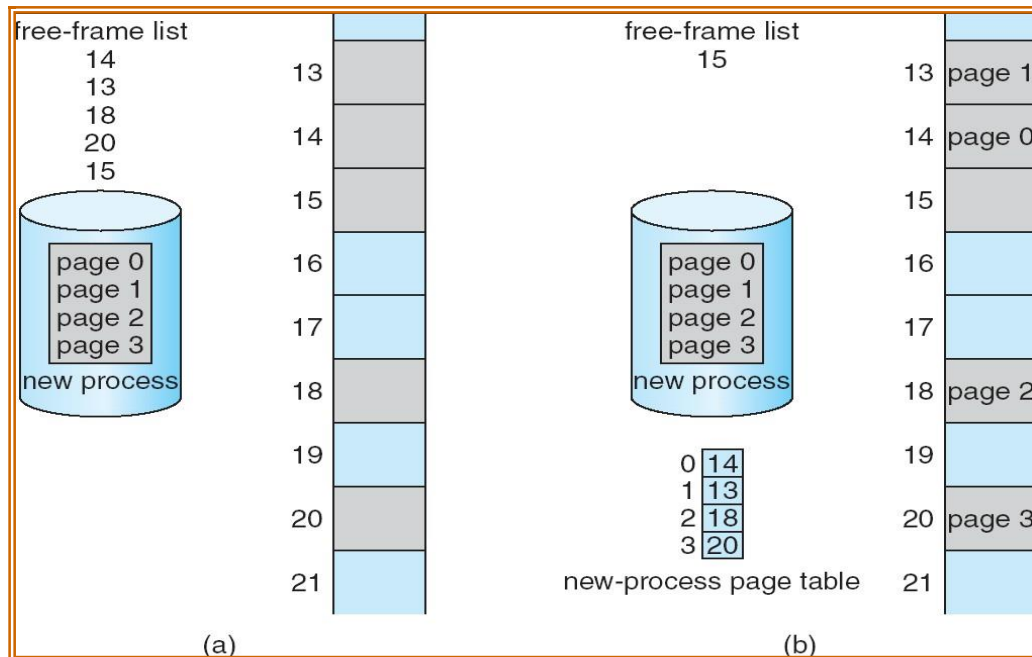 free-frame list
14
13
18
20
15
page 0
page 1
page 2
page 3
new process
13
14
15
16
17
18
19
20
21
(a)
free-frame list
15
page 0
page 1
page 2
page 3
new process
0 14
1 13
2 18
3 20
new-process page table
13 page 1
14 page 0
15
16
17
18 page 2
19
20 page 3
21
(b)